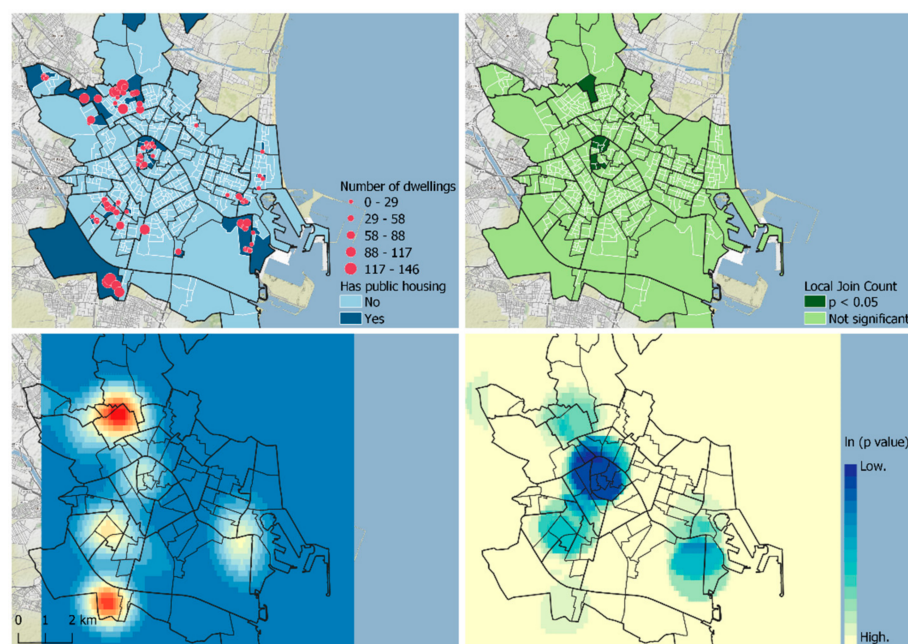 Number of dwellings
0 - 29
29 - 58
58 - 88
88 - 117
117 - 146
Has public housing
No
Yes
Local Join Count
p < 0.05
Not significant
0 1 2 km
ln (p value)
Low.
High.